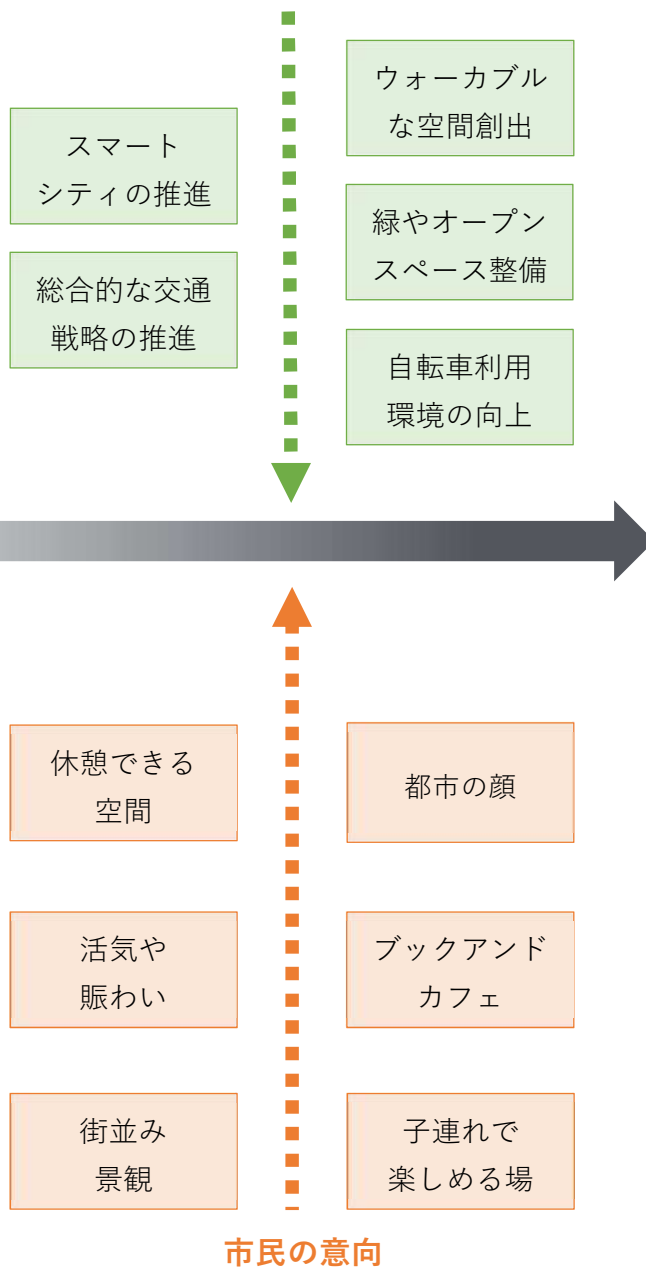 スマート
シティの推進
総合的な交通
戦略の推進
ウォーカブル
な空間創出
緑やオープン
スペース整備
自転車利用
環境の向上
休憩できる
空間
都市の顔
活気や
賑わい
ブックアンド
カフェ
街並み
景観
子連れで
楽しめる場
市民の意向